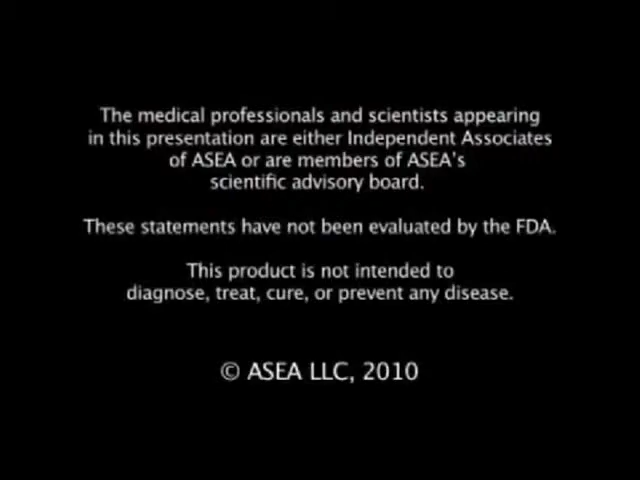 The medical professionals and scientists appearing
in this presentation are either Independent Associates
of ASEA or are members of ASEA's
scientific advisory board.
These statements have not been evaluated by the FDA.
This product is not intended to
diagnose, treat, cure, or prevent any disease.
© ASEA LLC, 2010